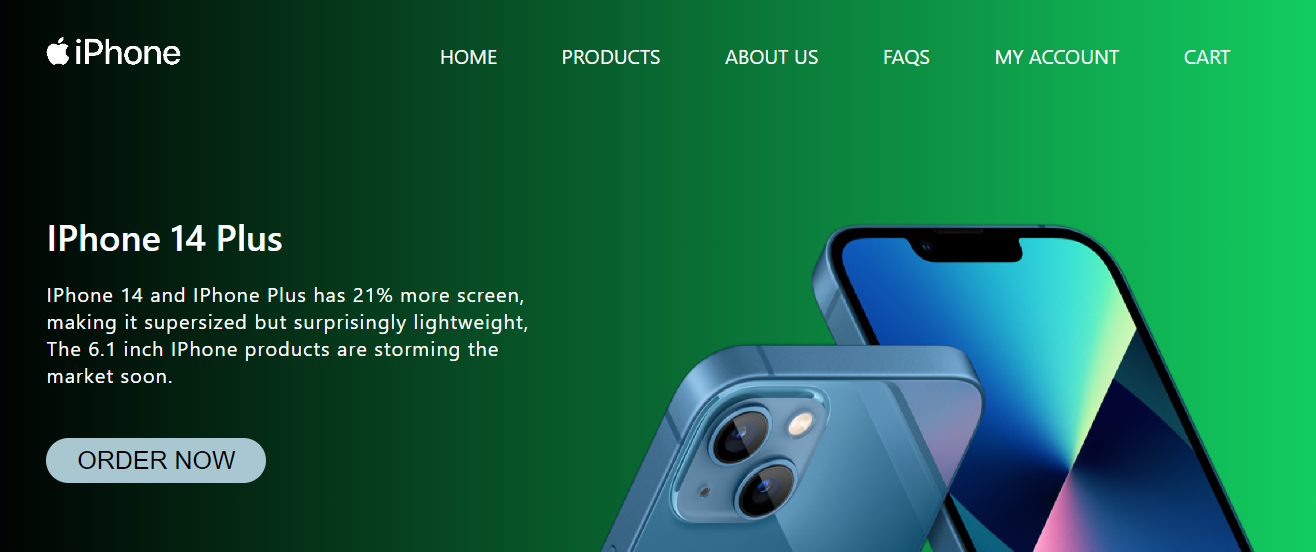 iPhone
HOME PRODUCTS ABOUT US FAQS MY ACCOUNT CART
IPhone 14 Plus
IPhone 14 and IPhone Plus has 21% more screen,
making it supersized but surprisingly lightweight,
The 6.1 inch IPhone products are storming the
market soon.
ORDER NOW